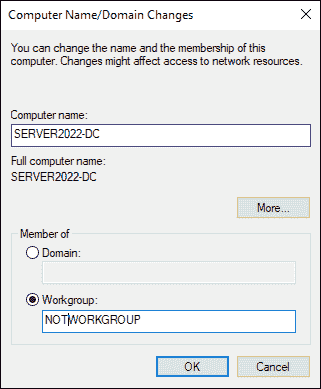 Computer Name/Domain Changes
You can change the name and the membership of this
computer. Changes might affect access to network resources.
Computer name:
SERVER2022-DC
Full computer name:
SERVER2022-DC
More...
Member of
Domain:
Workgroup:
NOTWORKGROUP
OK Cancel